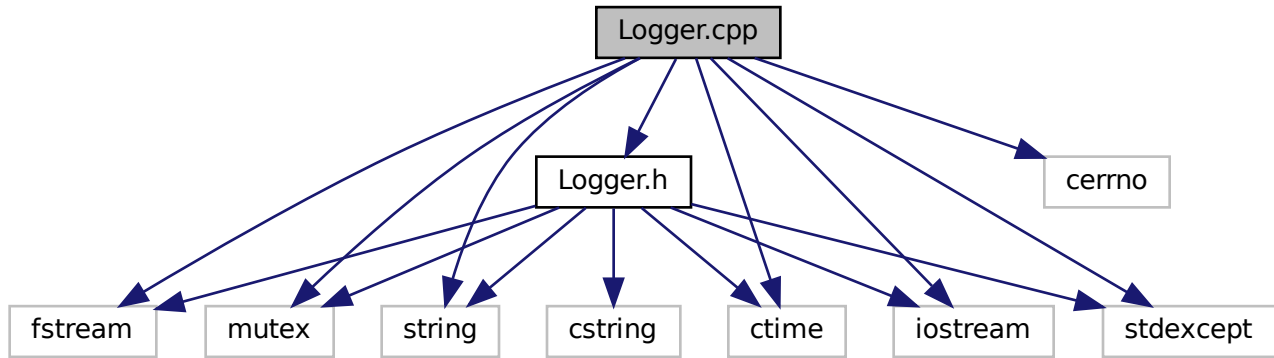 Logger.cpp
Logger.h
cerrno
fstream
mutex
string
cstring
ctime
iostream
stdexcept